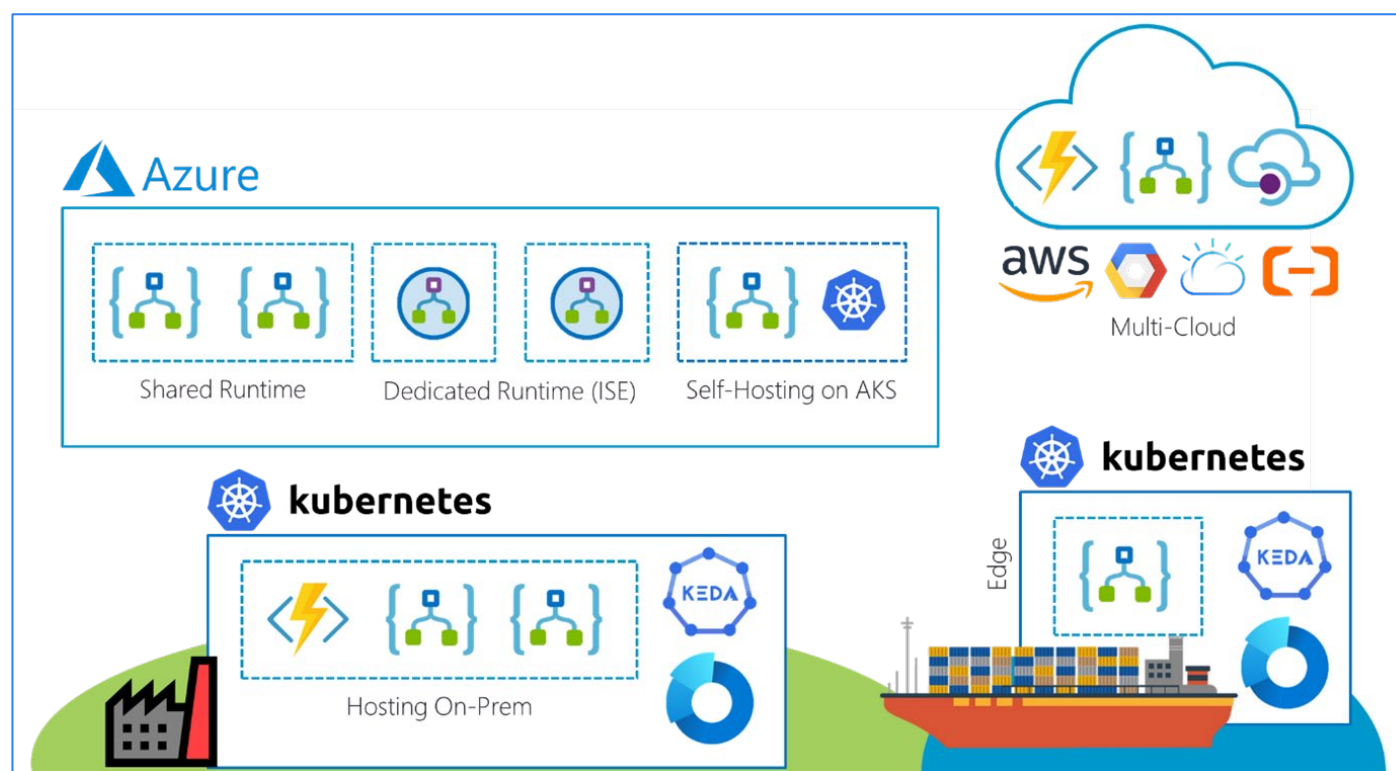 Azure
Shared Runtime
Dedicated Runtime (ISE)
Self-Hosting on AKS
aws
Multi-Cloud
kubernetes
Hosting On-Prem
KEDA
kubernetes
Edge
KEDA